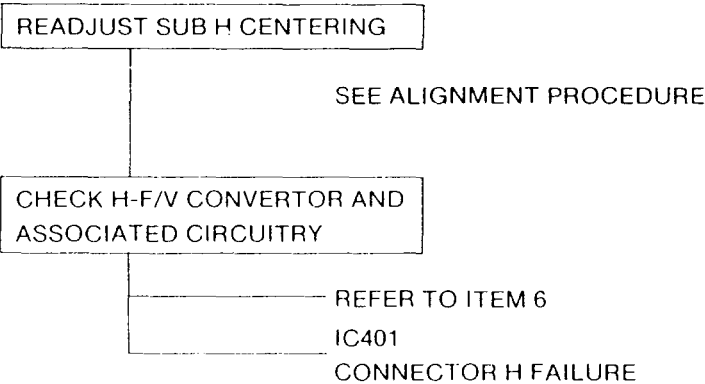 READJUST SUB H CENTERING
SEE ALIGNMENT PROCEDURE
CHECK H-F/V CONVERTOR AND
ASSOCIATED CIRCUITRY
REFER TO ITEM 6
IC401
CONNECTOR H FAILURE